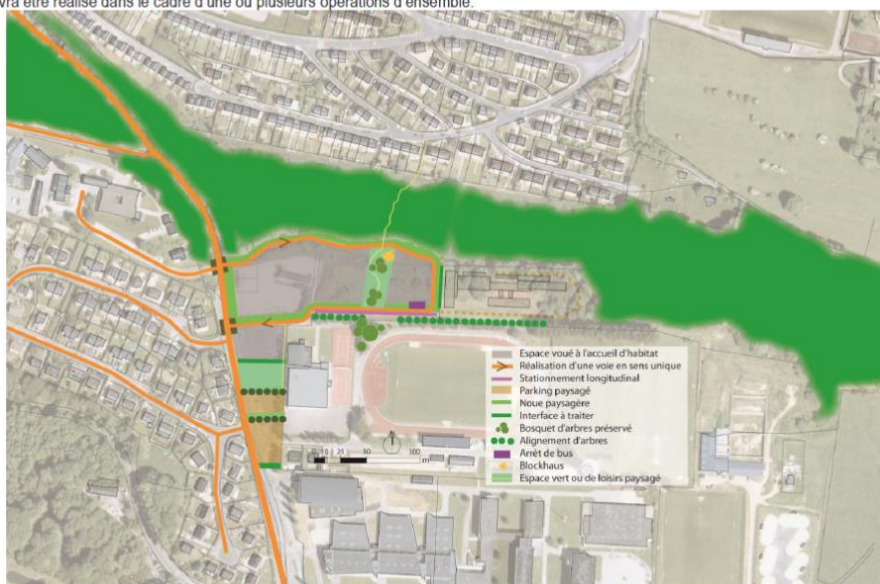 vra être réalisé dans le cadre d'une ou plusieurs opérations d'ensemble.
Espace voué à l'accueil d'habitat
Réalisation d'une voie en sens unique
Stationnement longitudinal
Parking paysagé
Noue paysagère
Interface à traiter
Bosquet d'arbres préservé
Alignement d'arbres
Arrêt de bus
Blockhaus
Espace vert ou de loisirs paysagé
0 10 25 50 100
m